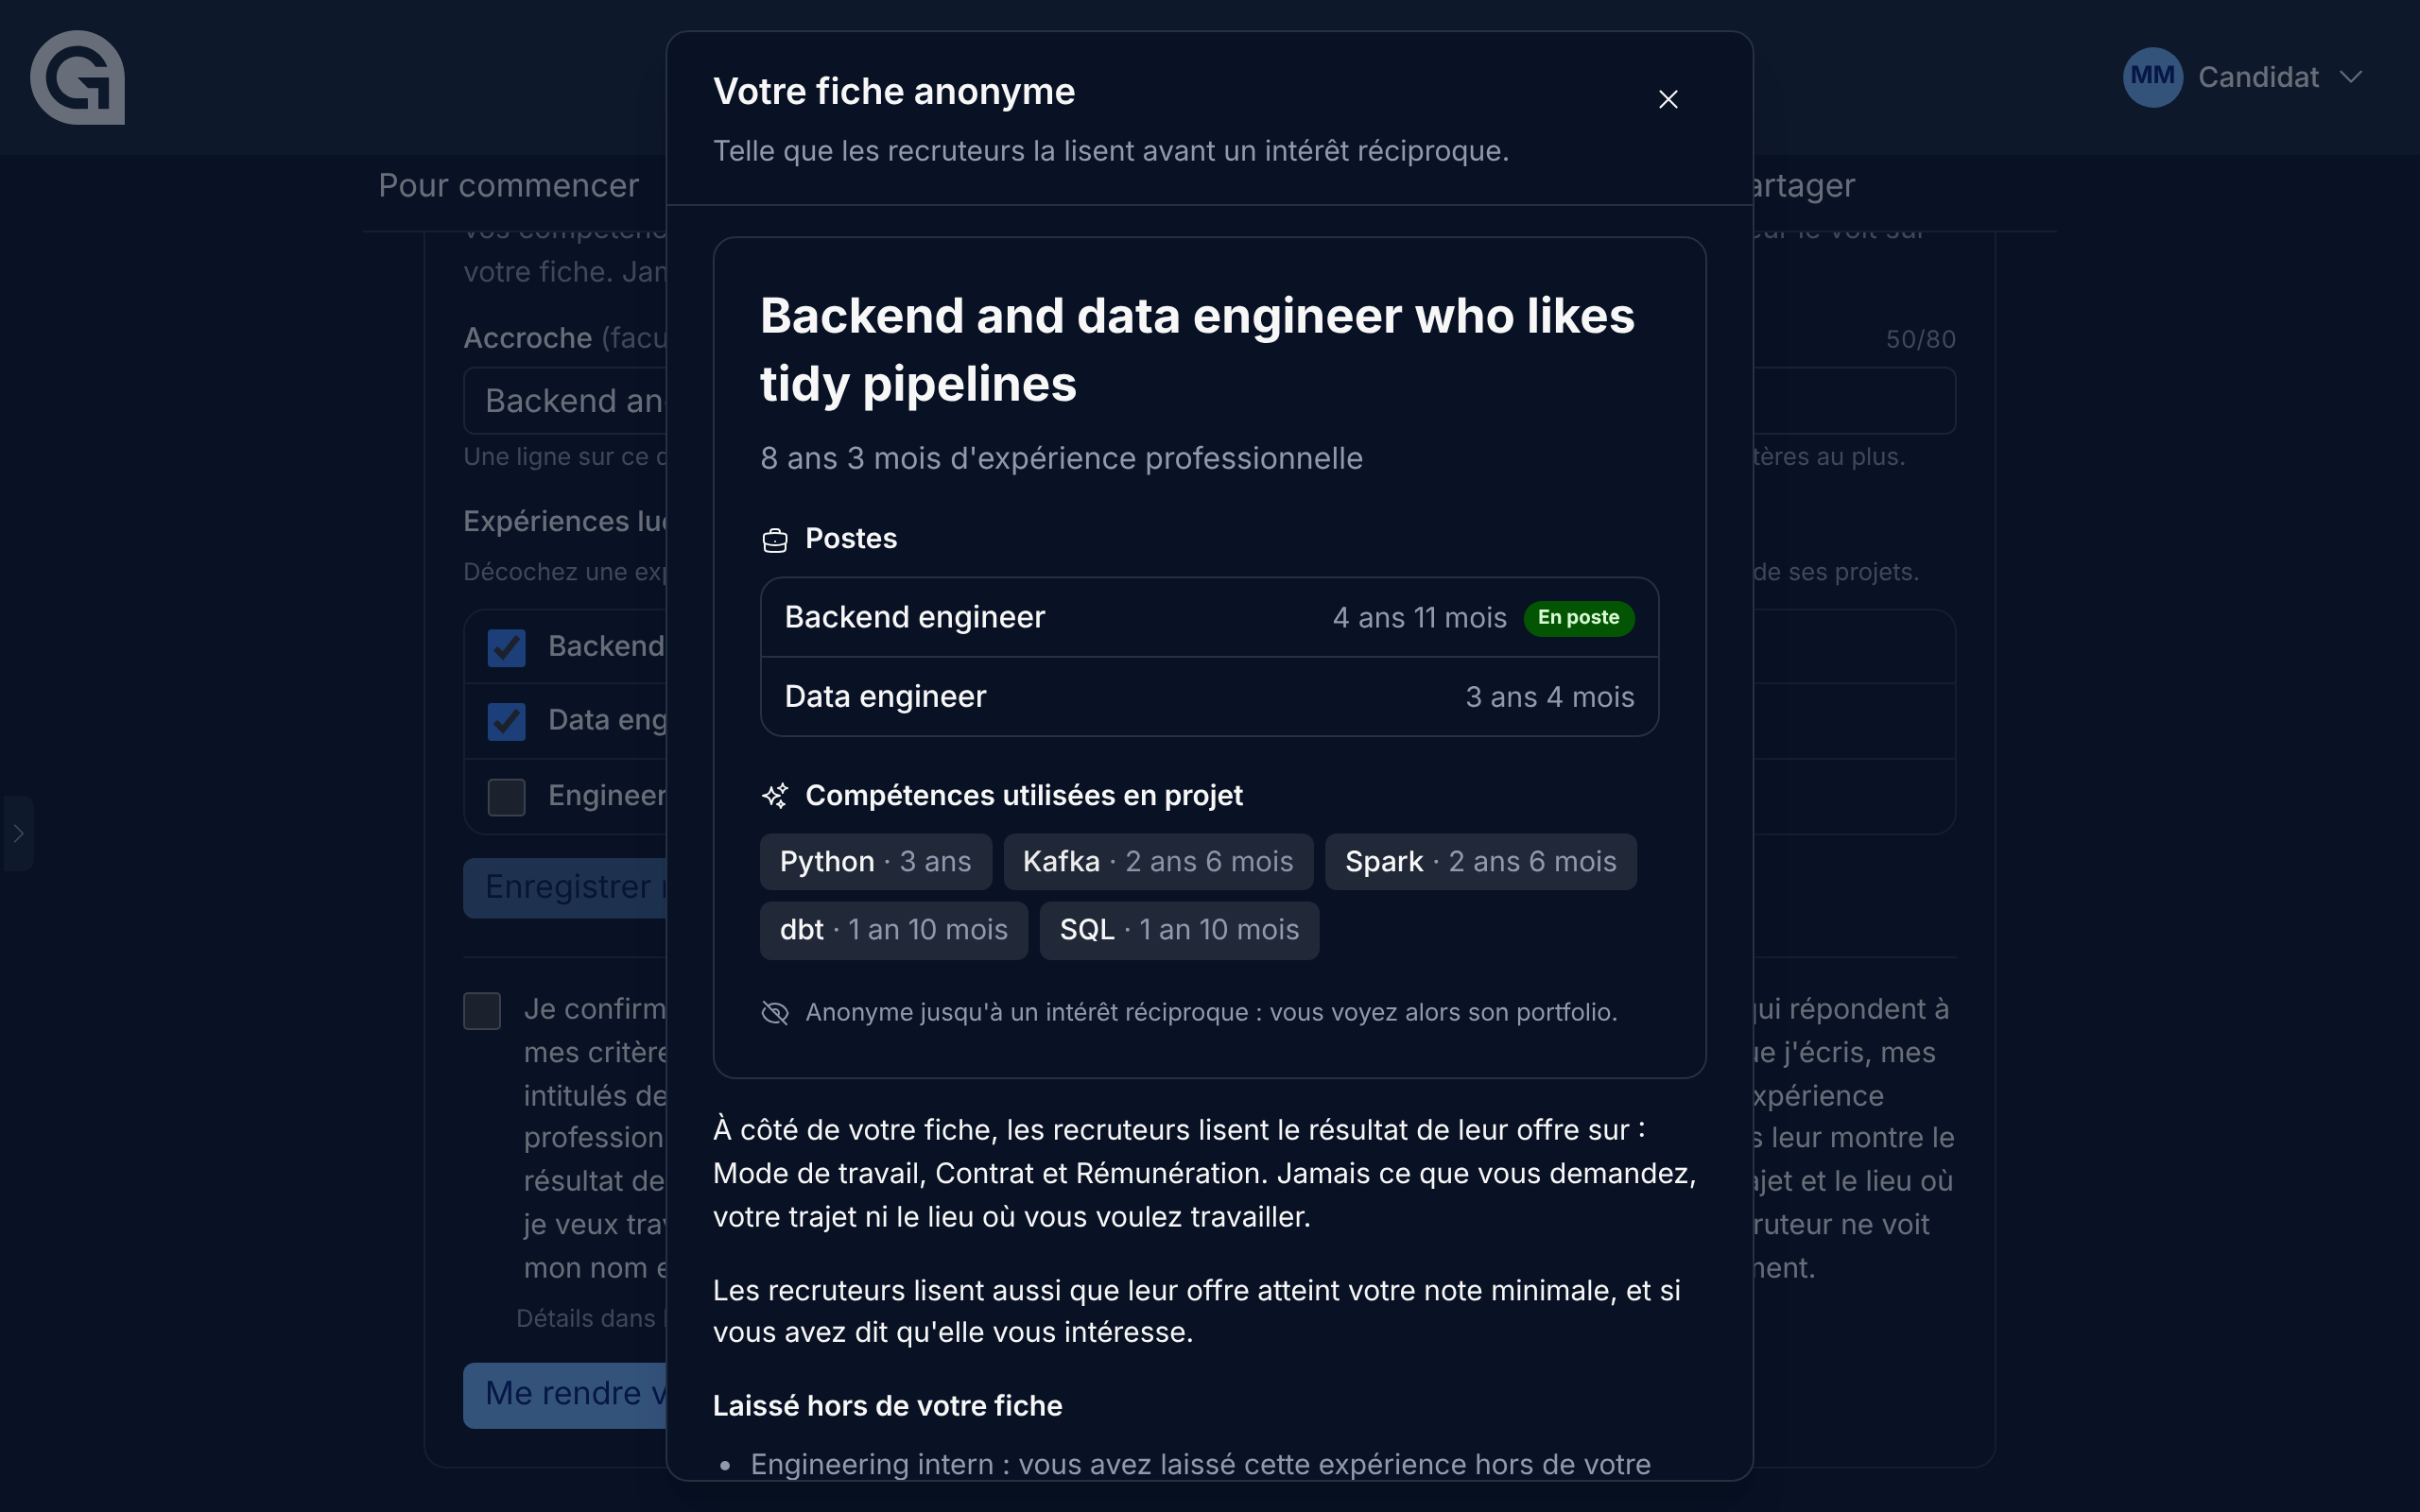 MM Candidat
Votre fiche anonyme
Telle que les recruteurs la lisent avant un intérêt réciproque.
Pour commencer
votre fiche. Jam
Accroche (facu
50/80
Backend an
Une ligne sur ce
tères au plus.
Expériences lu
Décochez une exp
de ses projets.
Backend
Data eng
Engineer
Enregistrer
Je confirm
ui répondent à
mes critère
ue j'écris, mes
intitulés de
xpérience
profession
s leur montre le
résultat de
ajet et le lieu où
je veux trav
ruteur ne voit
mon nom e
ment.
Détails dans
Me rendre v
artager
Backend and data engineer who likes
tidy pipelines
8 ans 3 mois d'expérience professionnelle
Postes
Backend engineer 4 ans 11 mois En poste
Data engineer 3 ans 4 mois
Compétences utilisées en projet
Python · 3 ans Kafka · 2 ans 6 mois Spark · 2 ans 6 mois
dbt · 1 an 10 mois SQL · 1 an 10 mois
Anonyme jusqu'à un intérêt réciproque : vous voyez alors son portfolio.
À côté de votre fiche, les recruteurs lisent le résultat de leur offre sur :
Mode de travail, Contrat et Rémunération. Jamais ce que vous demandez,
votre trajet ni le lieu où vous voulez travailler.
Les recruteurs lisent aussi que leur offre atteint votre note minimale, et si
vous avez dit qu'elle vous intéresse.
Laissé hors de votre fiche
• Engineering intern : vous avez laissé cette expérience hors de votre